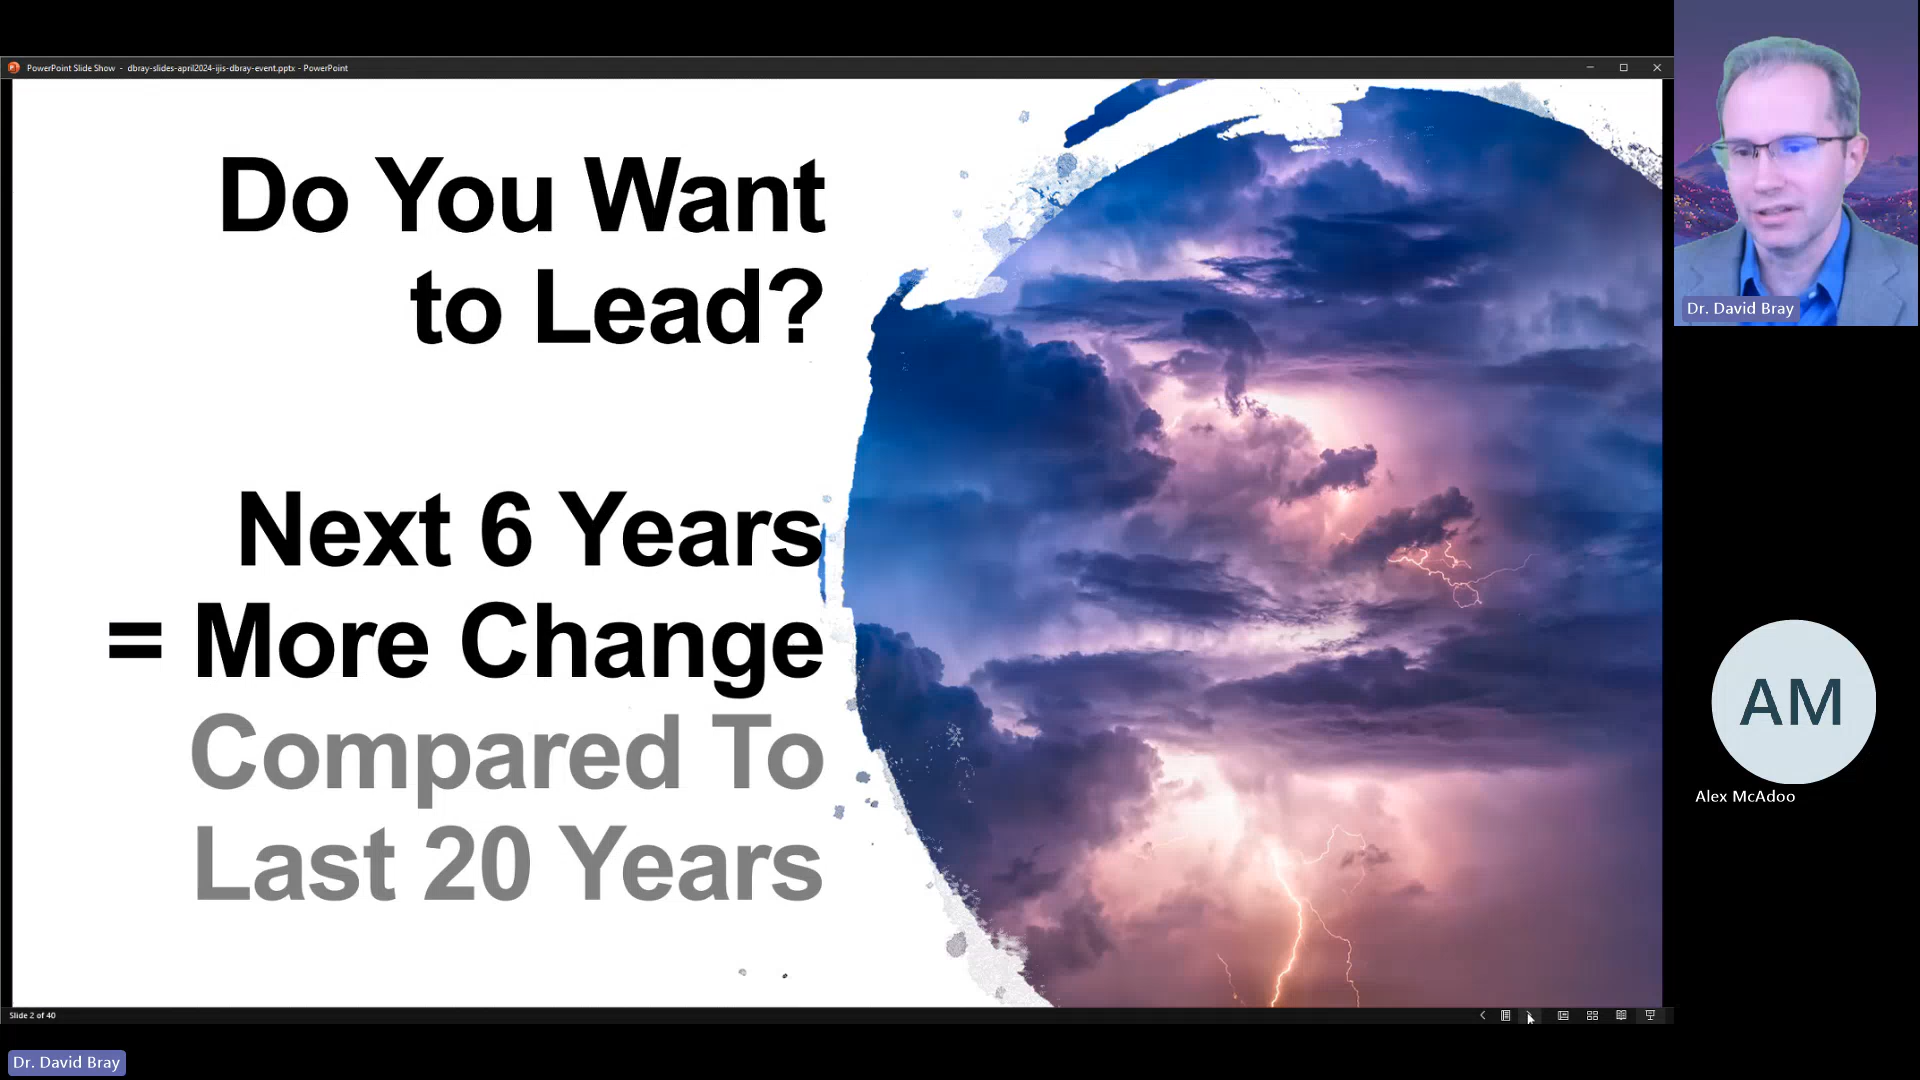 PowerPoint Slide Show - dbray-slides-april2024-ijis-dbray-event.pptx - PowerPoint
Do You Want
to Lead?
Next 6 Years
= More Change
Compared To
Last 20 Years
Dr. David Bray
AM
Alex McAdoo
Slide 2 of 40
Dr. David Bray